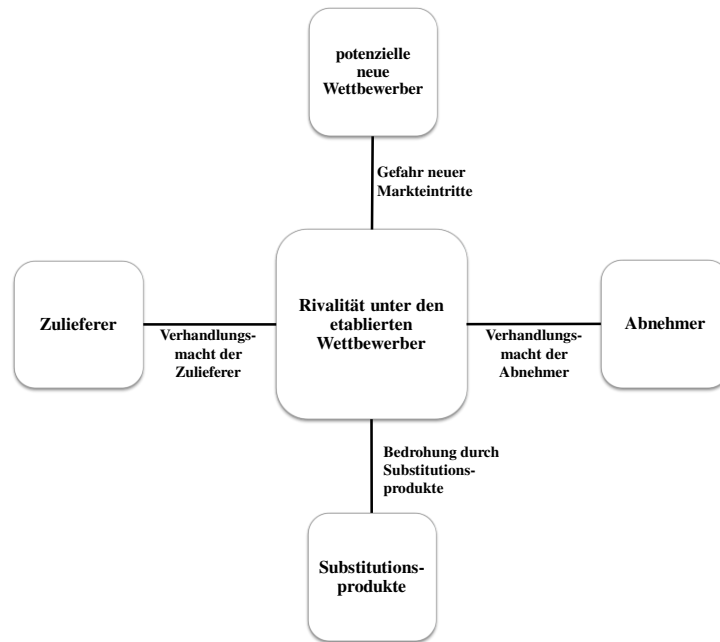 potenzielle
neue
Wettbewerber
Gefahr neuer
Markteintritte
Zulieferer
Verhandlungs-
macht der
Zulieferer
Rivalität unter den
etablierten
Wettbewerber
Verhandlungs-
macht der
Abnehmer
Abnehmer
Bedrohung durch
Substitutions-
produkte
Substitutions-
produkte